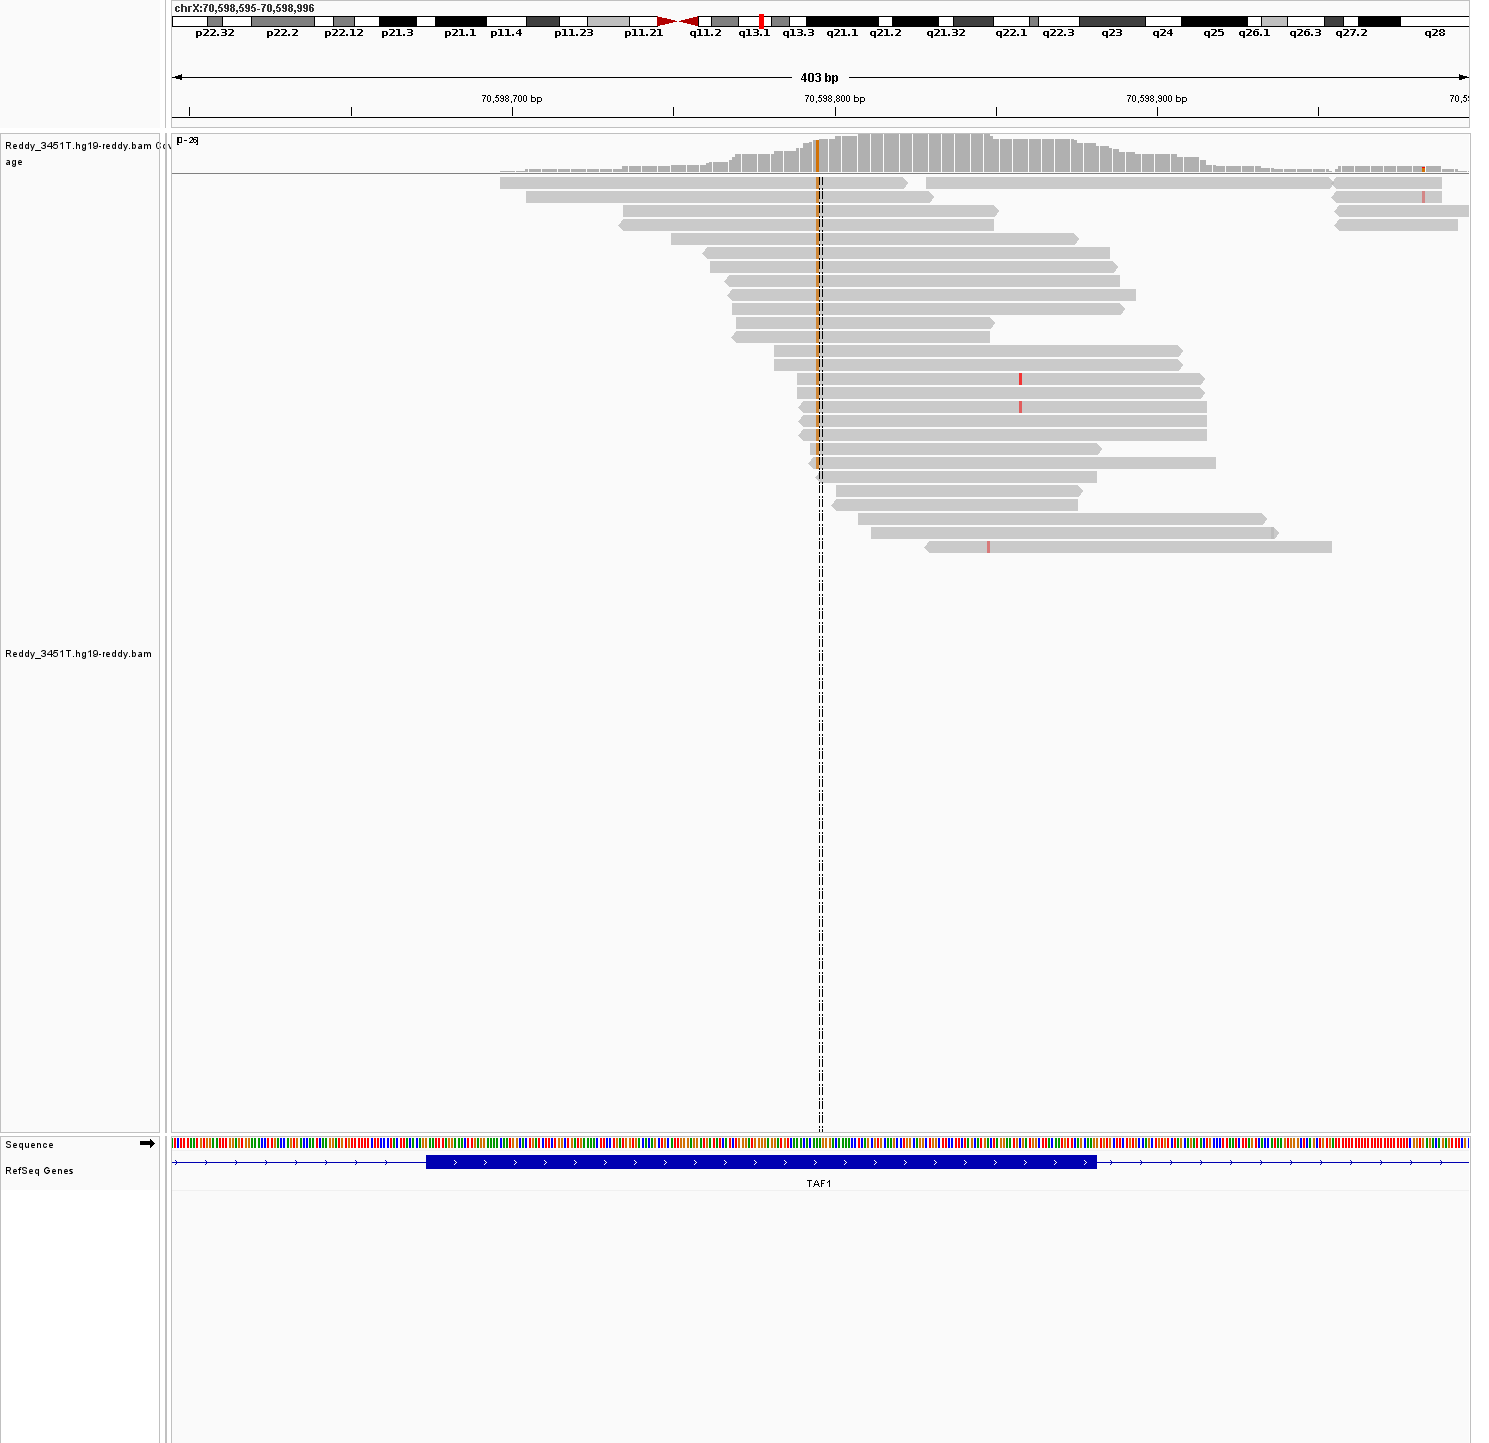 chrX:70,598,595-70,598,996
p22.32 p22.2 p22.12 p21.3 p21.1 p11.4 p11.23 p11.21 q11.2 q13.1 q13.3 q21.1 q21.2 q21.32 q22.1 q22.3 q23 q24 q25 q26.1 q26.3 q27.2 q28
403 bp
70,598,700 bp 70,598,800 bp 70,598,900 bp 70,59
Reddy_3451T.hg19-reddy.bam Cov
age
[0-26]
Reddy_3451T.hg19-reddy.bam
Sequence
RefSeq Genes
TAF1